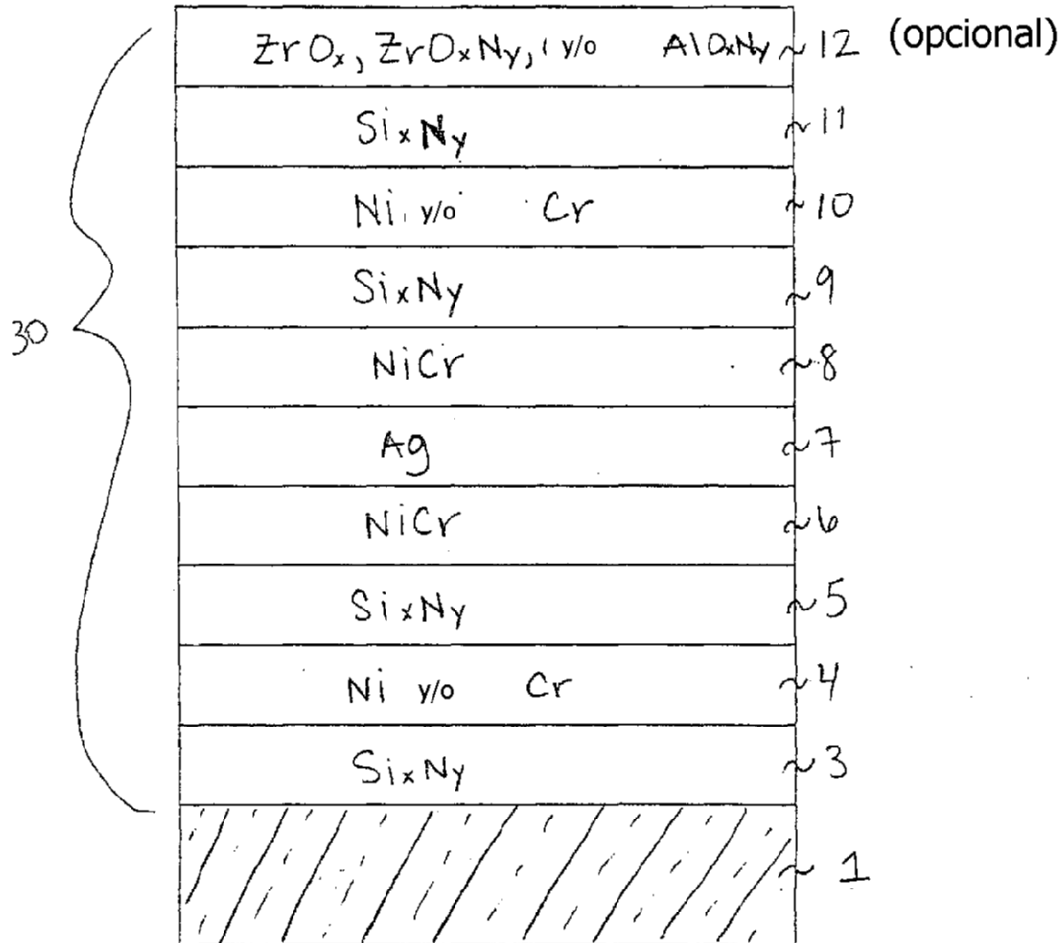 ZrOx, ZrOxNy, y/o AlOxNy 12 (opcional)
SixNy 11
Ni y/o Cr 10
SixNy 9
30
NiCr 8
Ag 7
NiCr 6
SixNy 5
Ni y/o Cr 4
SixNy 3
1